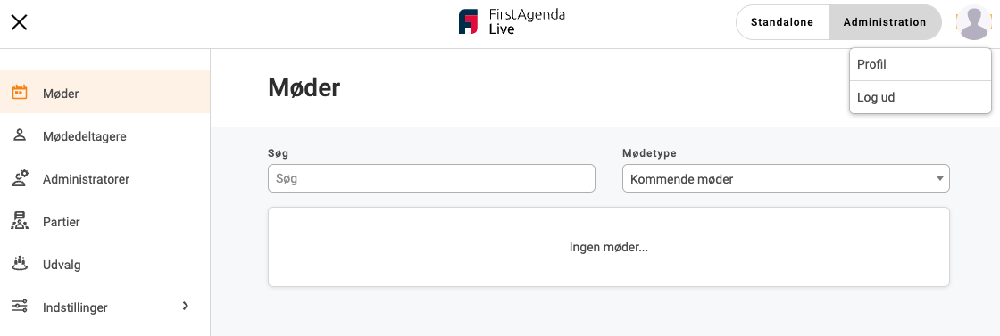 FirstAgenda
Live
Standalone
Administration
Profil
Log ud
Møder
Mødedeltagere
Administratorer
Partier
Udvalg
Indstillinger
Møder
Søg
Søg
Mødetype
Kommende møder
Ingen møder...